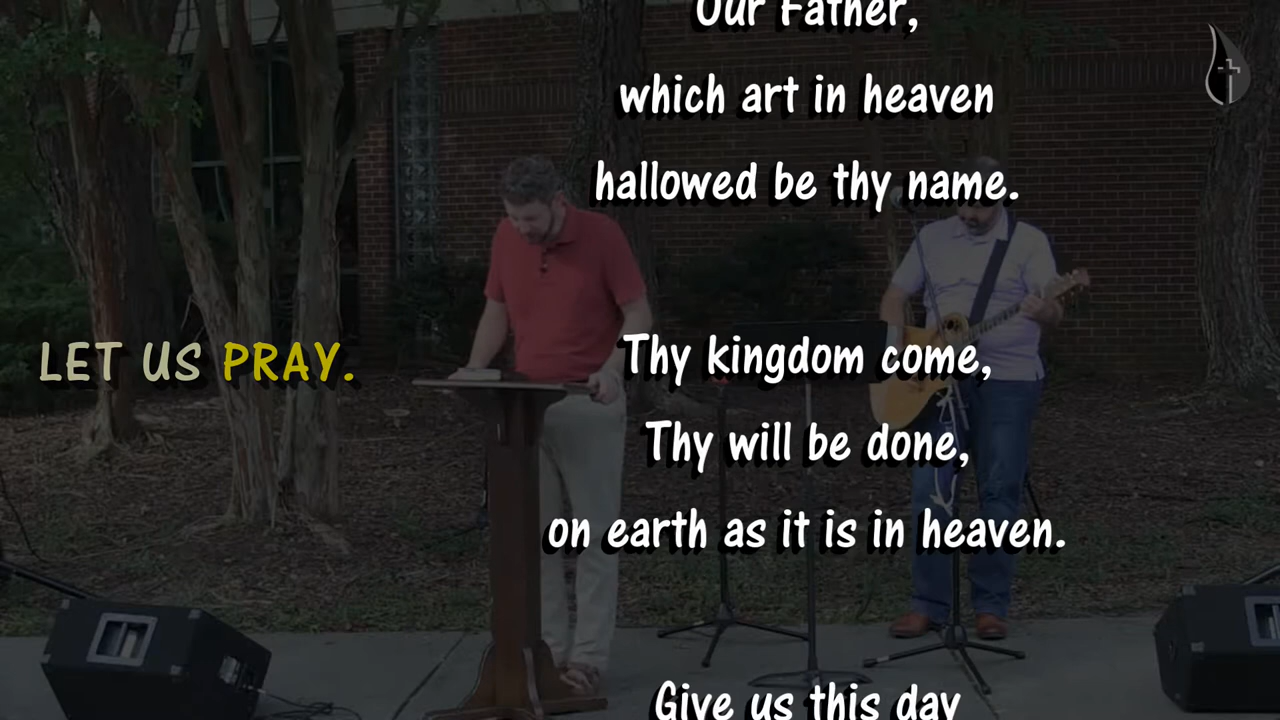 Our Father,
which art in heaven
hallowed be thy name.
LET US PRAY.
Thy kingdom come,
Thy will be done,
on earth as it is in heaven.
Give us this day